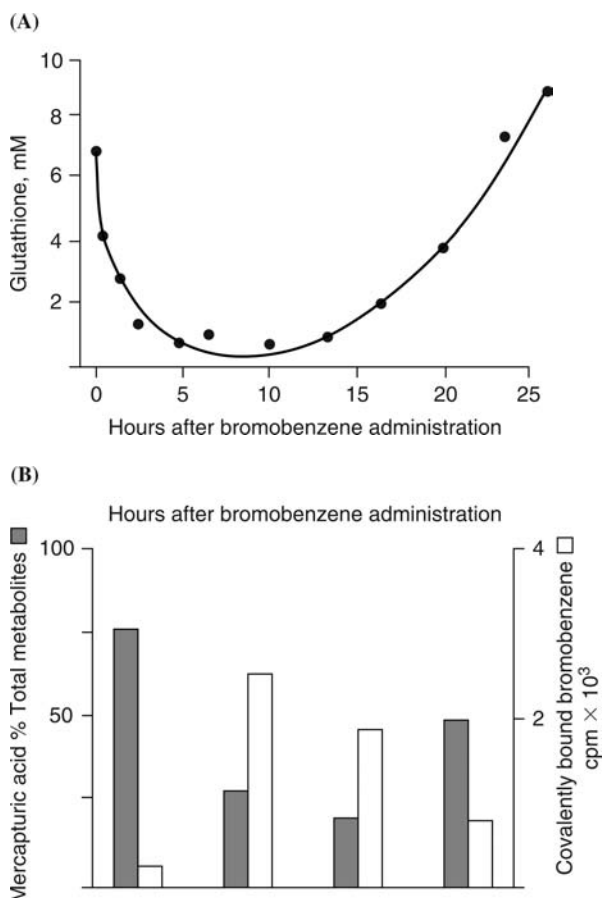 (A)
10
8
6
4
2
Glutathione, mM
0 5 10 15 20 25
Hours after bromobenzene administration
(B)
Hours after bromobenzene administration
100
50
Mercapturic acid % Total metabolites
4
2
Covalently bound bromobenzene
cpm × 10³